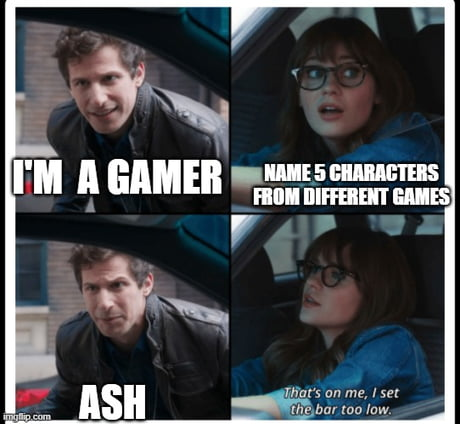 I'M  A GAMER
NAME 5 CHARACTERS
FROM DIFFERENT GAMES
ASH
That's on me, I set
the bar too low.
imgflip.com